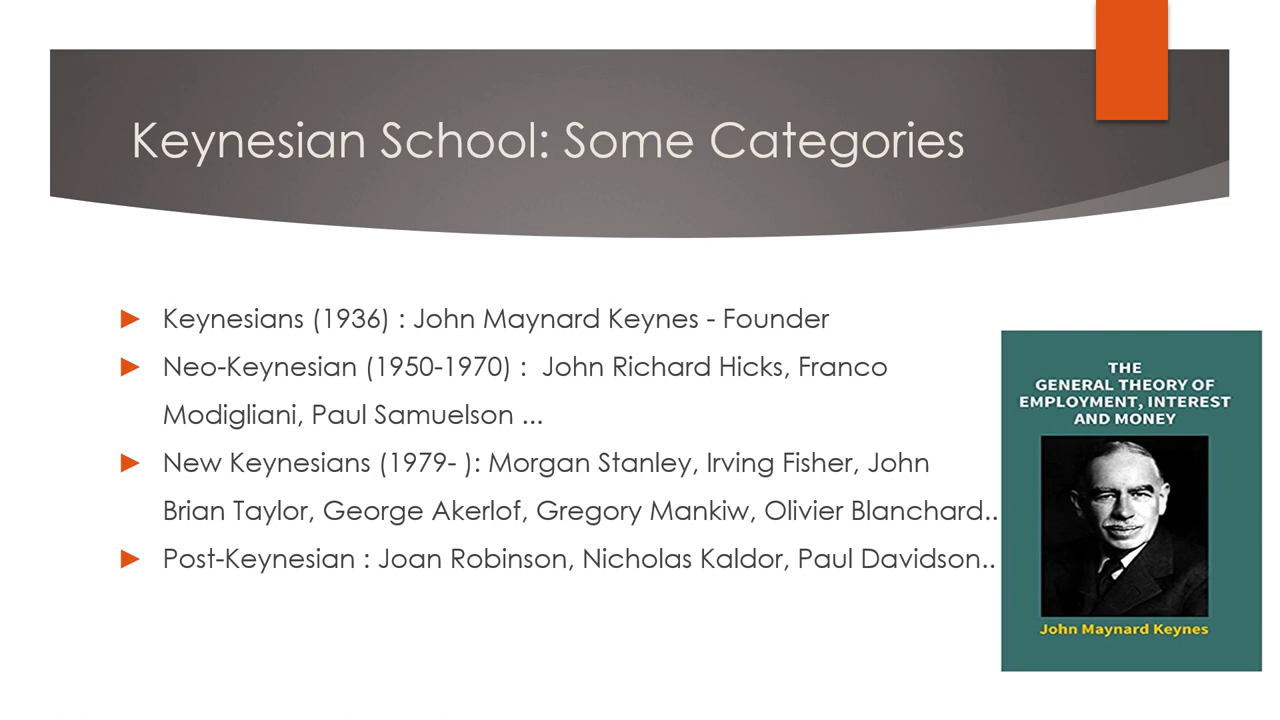 Keynesian School: Some Categories
► Keynesians (1936) : John Maynard Keynes - Founder
► Neo-Keynesian (1950-1970) :  John Richard Hicks, Franco
Modigliani, Paul Samuelson ...
► New Keynesians (1979- ): Morgan Stanley, Irving Fisher, John
Brian Taylor, George Akerlof, Gregory Mankiw, Olivier Blanchard..
► Post-Keynesian : Joan Robinson, Nicholas Kaldor, Paul Davidson..
THE
GENERAL THEORY OF
EMPLOYMENT, INTEREST
AND MONEY
John Maynard Keynes